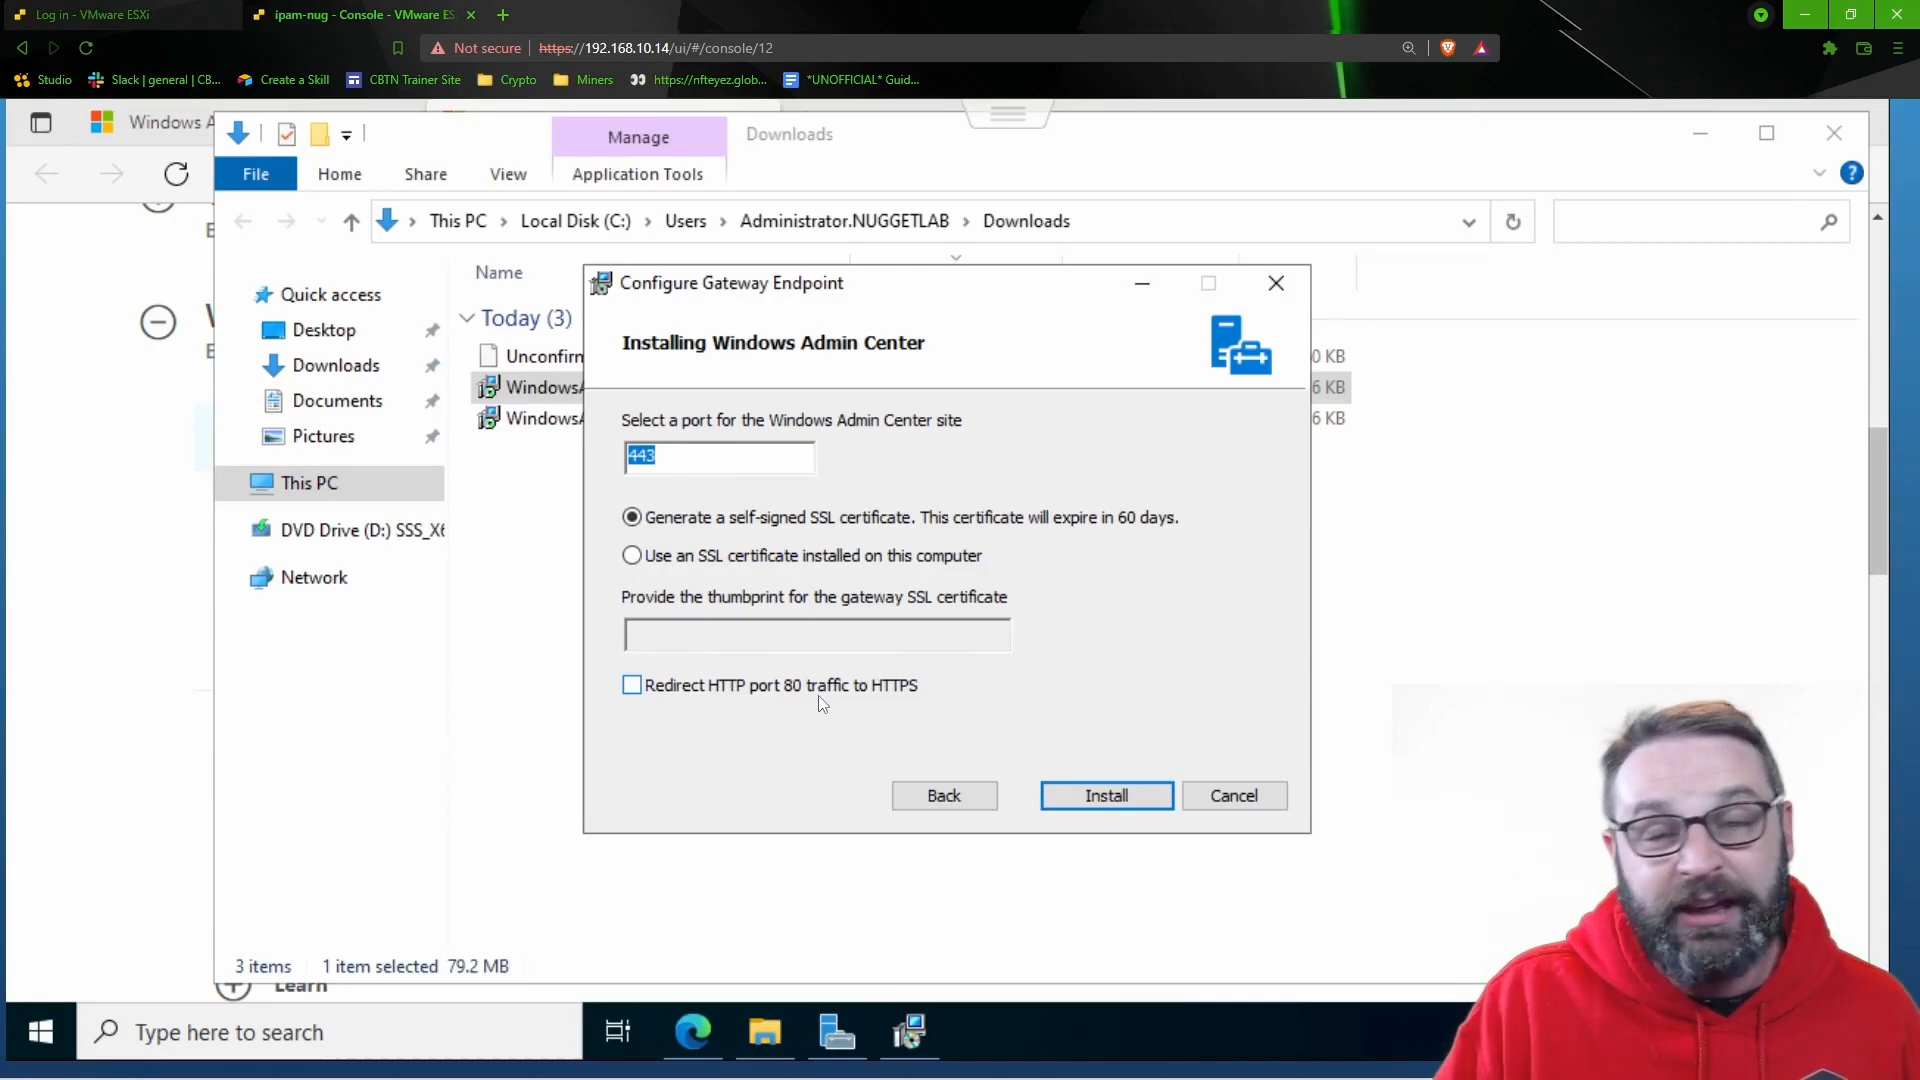 Log in - VMware ESXi
ipam-nug - Console - VMware ES
Not secure https://192.168.10.14/ui/#/console/12
Studio
Slack | general | CB...
Create a Skill
CBTN Trainer Site
Crypto
Miners
https://nfteyez.glob...
*UNOFFICIAL* Guid...
Windows A
Manage
Downloads
File
Home
Share
View
Application Tools
This PC
Local Disk (C:)
Users
Administrator.NUGGETLAB
Downloads
Name
Quick access
Desktop
Downloads
Documents
Pictures
This PC
DVD Drive (D:) SSS_X6
Network
Today (3)
Unconfirm
WindowsA
WindowsA
0 KB
6 KB
6 KB
Configure Gateway Endpoint
Installing Windows Admin Center
Select a port for the Windows Admin Center site
443
Generate a self-signed SSL certificate. This certificate will expire in 60 days.
Use an SSL certificate installed on this computer
Provide the thumbprint for the gateway SSL certificate
Redirect HTTP port 80 traffic to HTTPS
Back
Install
Cancel
3 items
1 item selected 79.2 MB
Learn
Type here to search